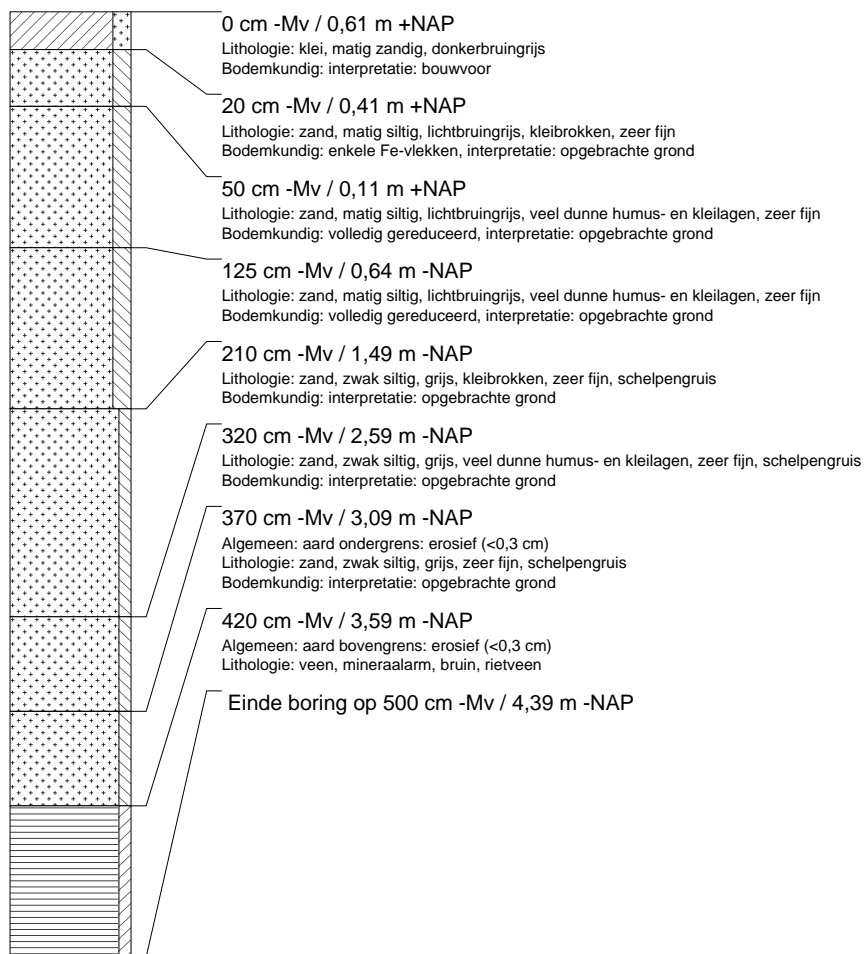 0 cm -Mv / 0,61 m +NAP
Lithologie: klei, matig zandig, donkerbruingrijs
Bodemkundig: interpretatie: bouwvoor
20 cm -Mv / 0,41 m +NAP
Lithologie: zand, matig siltig, lichtbruingrijs, kleibrokken, zeer fijn
Bodemkundig: enkele Fe-vlekken, interpretatie: opgebrachte grond
50 cm -Mv / 0,11 m +NAP
Lithologie: zand, matig siltig, lichtbruingrijs, veel dunne humus- en kleilagen, zeer fijn
Bodemkundig: volledig gereduceerd, interpretatie: opgebrachte grond
125 cm -Mv / 0,64 m -NAP
Lithologie: zand, matig siltig, lichtbruingrijs, veel dunne humus- en kleilagen, zeer fijn
Bodemkundig: volledig gereduceerd, interpretatie: opgebrachte grond
210 cm -Mv / 1,49 m -NAP
Lithologie: zand, zwak siltig, grijs, kleibrokken, zeer fijn, schelpengruis
Bodemkundig: interpretatie: opgebrachte grond
320 cm -Mv / 2,59 m -NAP
Lithologie: zand, zwak siltig, grijs, veel dunne humus- en kleilagen, zeer fijn, schelpengruis
Bodemkundig: interpretatie: opgebrachte grond
370 cm -Mv / 3,09 m -NAP
Algemeen: aard ondergrens: erosief (<0,3 cm)
Lithologie: zand, zwak siltig, grijs, zeer fijn, schelpengruis
Bodemkundig: interpretatie: opgebrachte grond
420 cm -Mv / 3,59 m -NAP
Algemeen: aard bovengrens: erosief (<0,3 cm)
Lithologie: veen, mineraalarm, bruin, rietveen
Einde boring op 500 cm -Mv / 4,39 m -NAP